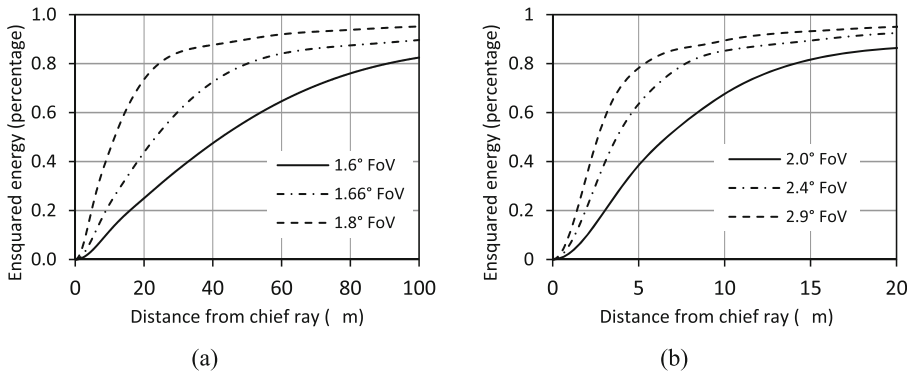 1.0
0.8
0.6
0.4
0.2
0.0
Ensquared energy (percentage)
1.6° FoV
1.66° FoV
1.8° FoV
0 20 40 60 80 100
Distance from chief ray ( m)
(a)
1
0.8
0.6
0.4
0.2
0
Ensquared energy (percentage)
2.0° FoV
2.4° FoV
2.9° FoV
0 5 10 15 20
Distance from chief ray ( m)
(b)